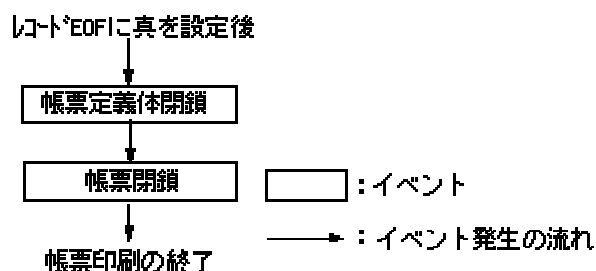 ﾚｺｰﾄﾞEOFに真を設定後
帳票定義体閉鎖
帳票閉鎖
：イベント
：イベント発生の流れ
帳票印刷の終了